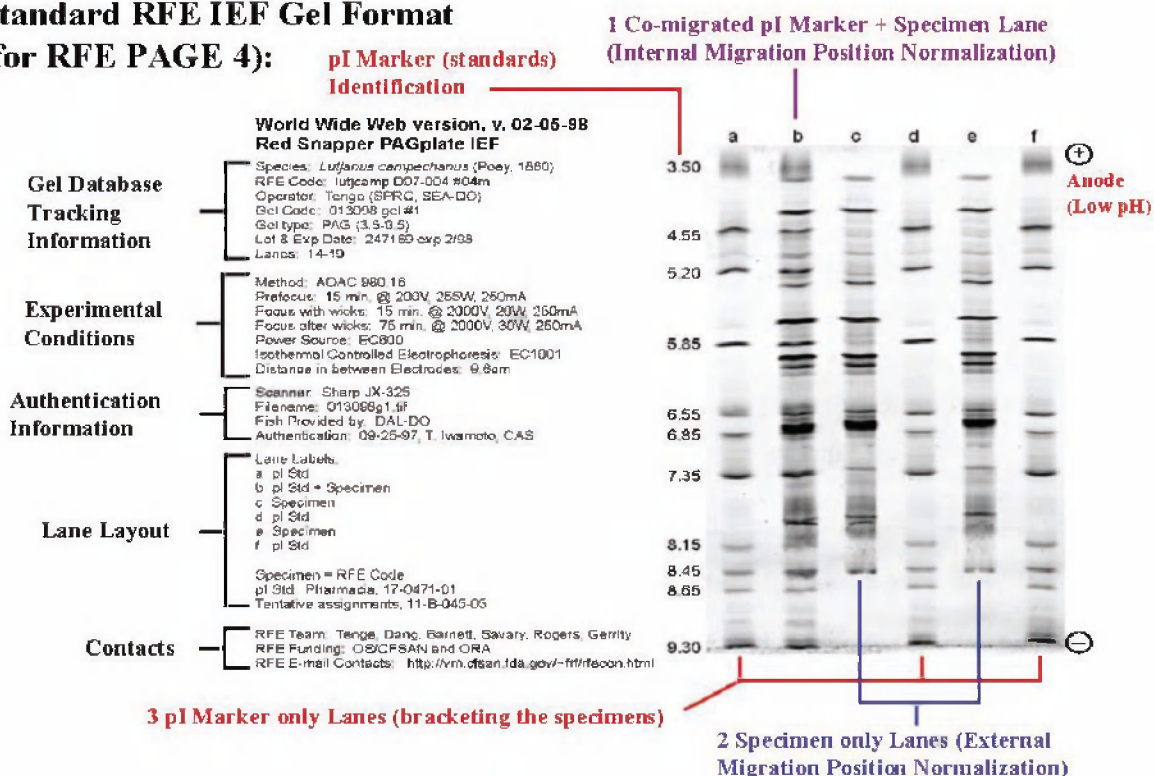 tandard RFE IEF Gel Format
for RFE PAGE 4):
pI Marker (standards)
Identification
1 Co-migrated pI Marker + Specimen Lane
(Internal Migration Position Normalization)
World Wide Web version, v. 02-05-98
Red Snapper PAGplate IEF
Gel Database
Tracking
Information
Species: Lutjanus campechanus (Poey, 1860)
RFE Code: lutjcamp D07-004 #04m
Operator: Tenge (SPRC, SEA-DO)
Gel Code: 013098 gel #1
Gel type: PAG (3.5-9.5)
Lot & Exp Date: 247169 exp 2/98
Lanes: 14-19
Experimental
Conditions
Method: AOAC 980.16
Prefocus: 15 min. @ 200V, 255W, 250mA
Focus with wicks: 15 min. @ 2000V, 20W, 250mA
Focus after wicks: 75 min. @ 2000V, 30W, 250mA
Power Source: EC600
Isothermal Controlled Electrophoresis: EC1001
Distance in between Electrodes: 9.6cm
Authentication
Information
Scanner: Sharp JX-325
Filename: 013098g1.tif
Fish Provided by: DAL-DO
Authentication: 09-25-97, T. Iwamoto, CAS
Lane Layout
Lane Labels:
a pI Std
b pI Std + Specimen
c Specimen
d pI Std
e Specimen
f pI Std
Specimen = RFE Code
pI Std: Pharmacia, 17-0471-01
Tentative assignments, 11-B-045-05
Contacts
RFE Team: Tenge, Dang, Barnett, Savary, Rogers, Gerrity
RFE Funding: OS/CFSAN and ORA
RFE E-mail Contacts: http://vm.cfsan.fda.gov/~frf/rfecon.html
a b c d e f
3.50
4.55
5.20
5.85
6.55
6.85
7.35
8.15
8.45
8.65
9.30
+
Anode
(Low pH)
−
3 pI Marker only Lanes (bracketing the specimens)
2 Specimen only Lanes (External
Migration Position Normalization)